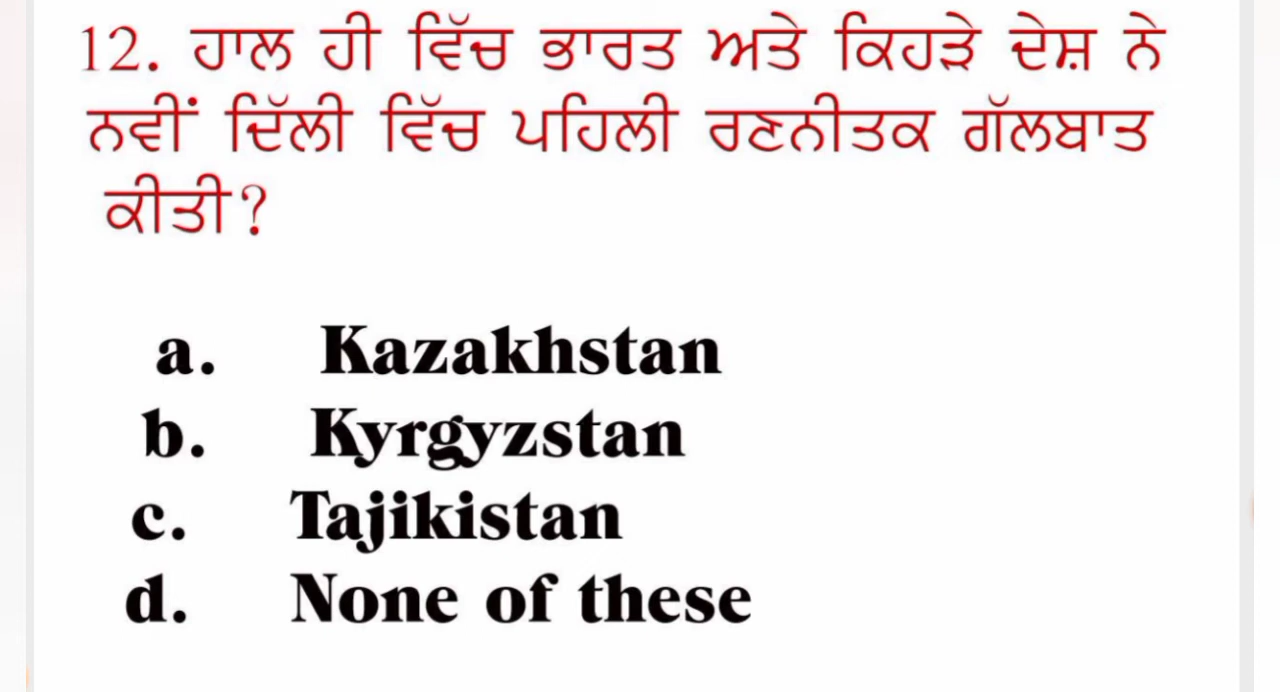 12. ਹਾਲ ਹੀ ਵਿੱਚ ਭਾਰਤ ਅਤੇ ਕਿਹੜੇ ਦੇਸ਼ ਨੇ
ਨਵੀਂ ਦਿੱਲੀ ਵਿੱਚ ਪਹਿਲੀ ਰਣਨੀਤਕ ਗੱਲਬਾਤ
ਕੀਤੀ?
a. Kazakhstan
b. Kyrgyzstan
c. Tajikistan
d. None of these